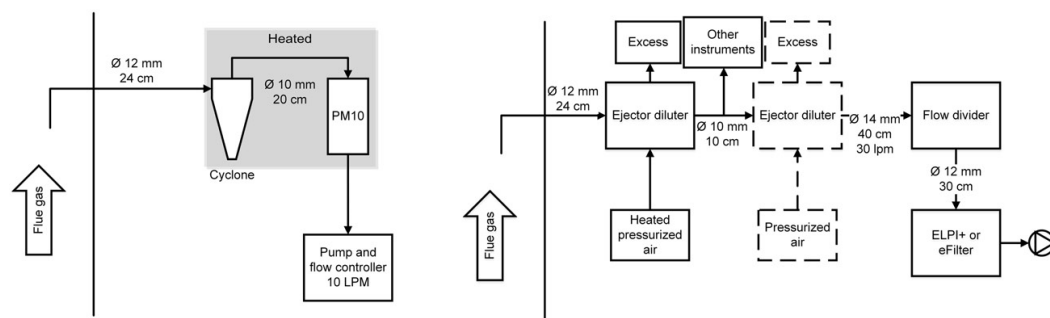 Heated
Ø 12 mm
24 cm
Ø 10 mm
20 cm
PM10
Cyclone
Flue gas
Pump and
flow controller
10 LPM
Excess
Other
instruments
Excess
Ø 12 mm
24 cm
Ejector diluter
Ø 10 mm
10 cm
Ejector diluter
Ø 14 mm
40 cm
30 lpm
Flow divider
Ø 12 mm
30 cm
Flue gas
Heated
pressurized
air
Pressurized
air
ELPI+ or
eFilter